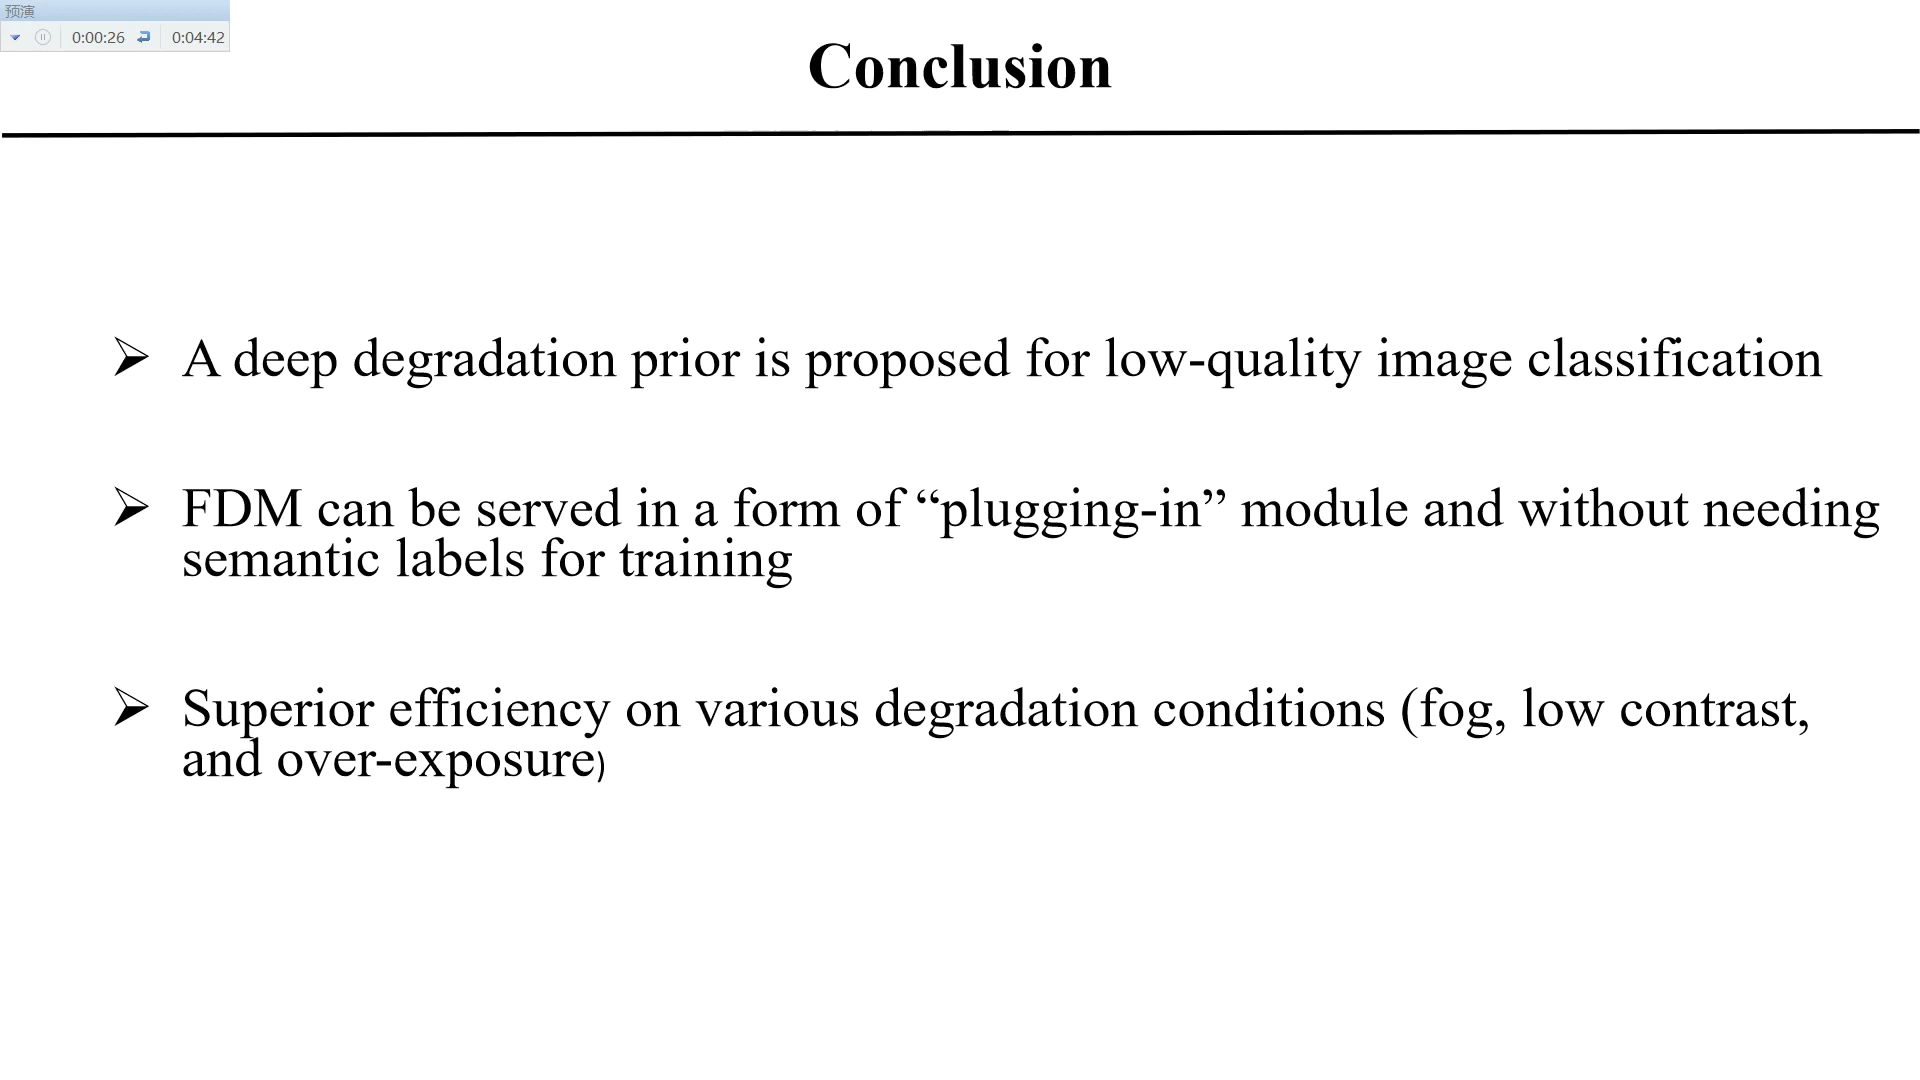 预演
0:00:26 0:04:42
Conclusion
A deep degradation prior is proposed for low-quality image classification
FDM can be served in a form of “plugging-in” module and without needing
semantic labels for training
Superior efficiency on various degradation conditions (fog, low contrast,
and over-exposure)